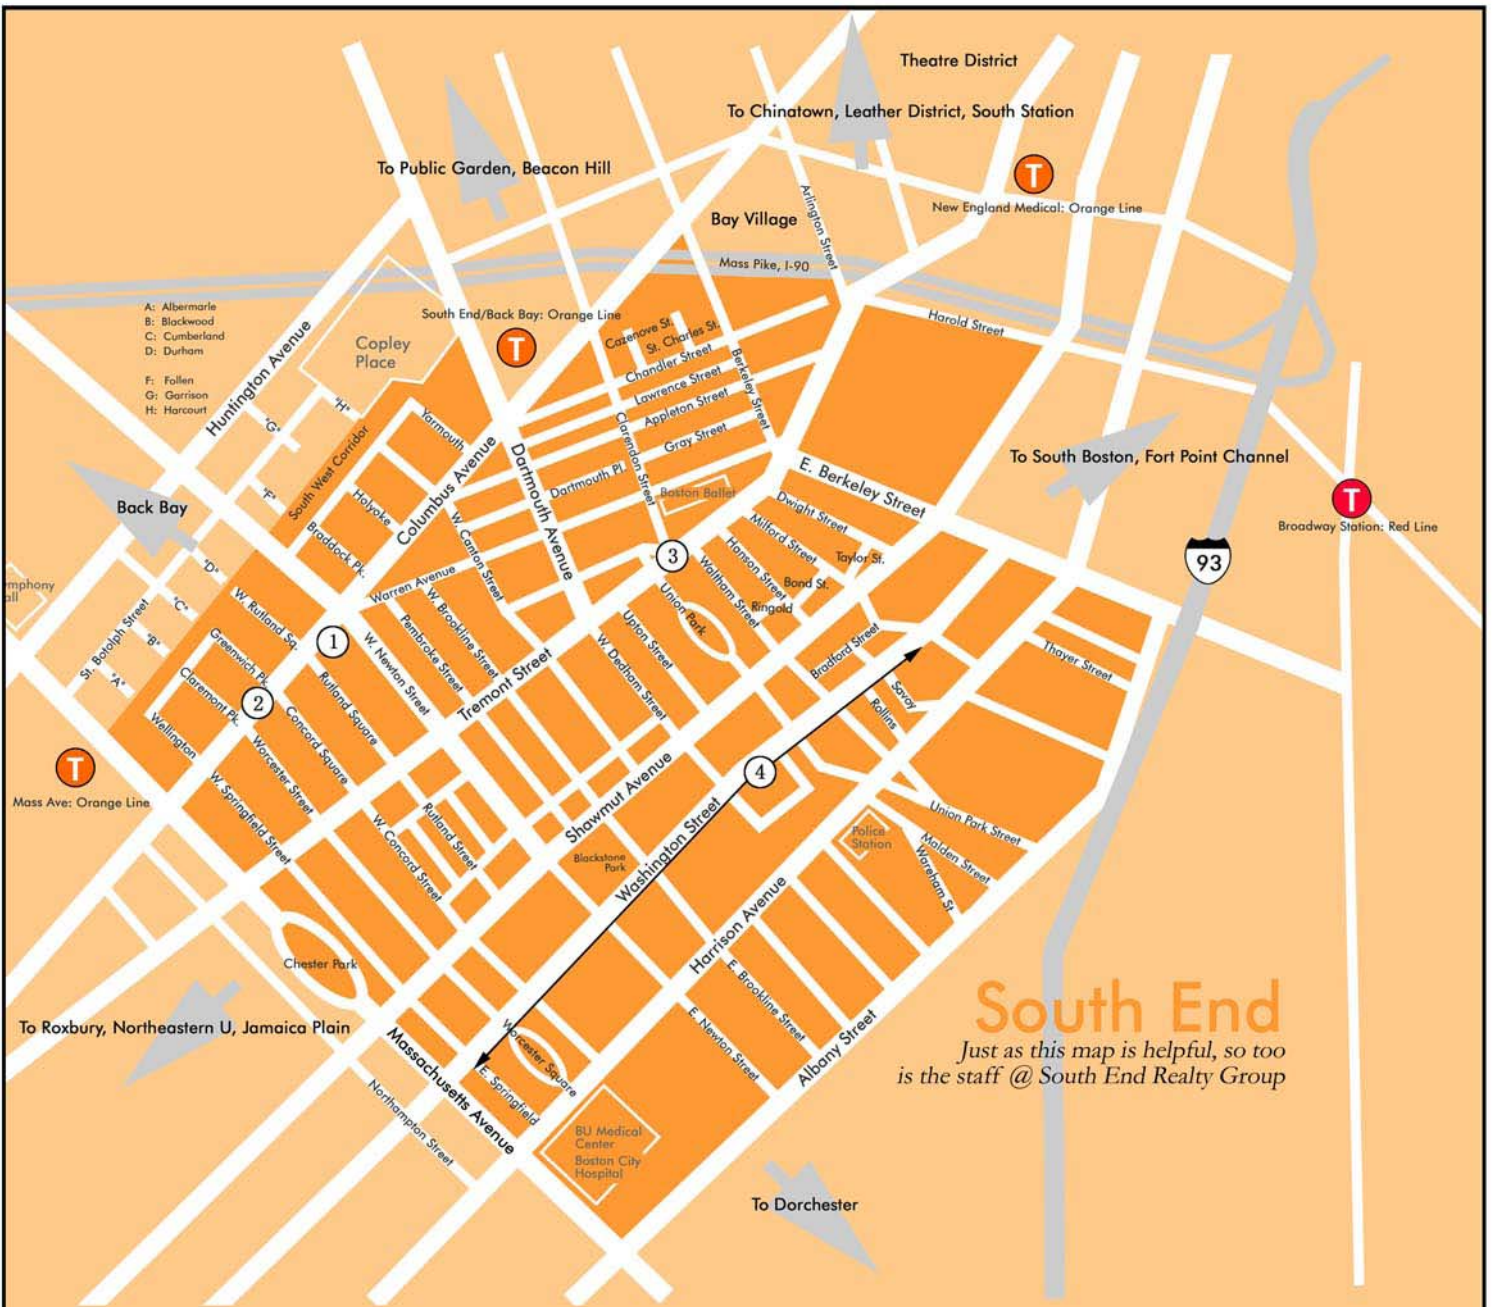 Theatre District
To Chinatown, Leather District, South Station
To Public Garden, Beacon Hill
T
New England Medical: Orange Line
Arlington Street
Bay Village
Mass Pike, I-90
A: Albermarle
B: Blackwood
C: Cumberland
D: Durham
F: Follen
G: Garrison
H: Harcourt
South End/Back Bay: Orange Line
T
Harold Street
Copley
Place
Huntington Avenue
Cazenove St.
St. Charles St.
Chandler Street
Lawrence Street
Appleton Street
Gray Street
Berkeley Street
Clarendon Street
"H"
"G"
Yarmouth
South West Corridor
Columbus Avenue
Dartmouth Avenue
Dartmouth Pl.
Boston Ballet
E. Berkeley Street
To South Boston, Fort Point Channel
T
Broadway Station: Red Line
"F"
Holyoke
Braddock Pk.
Back Bay
W. Canton Street
Dwight Street
Milford Street
Hanson Street
Waltham Street
Taylor St.
Bond St.
Ringold
3
93
"D"
"C"
"B"
"A"
ymphony
all
St. Botolph Street
Warren Avenue
W. Brookline Street
Pembroke Street
W. Newton Street
W. Rutland Sq.
1
Union Park
Upton Street
W. Dedham Street
Bradford Street
Thayer Street
Savoy
Rollins
Greenwich Pk.
Claremont Pk.
Wellington
2
Rutland Square
Concord Square
Worcester Street
W. Springfield Street
Tremont Street
T
Mass Ave: Orange Line
4
Shawmut Avenue
Washington Street
Rutland Street
W. Concord Street
Blackstone
Park
Police
Station
Union Park Street
Malden Street
Wareham St
Harrison Avenue
Chester Park
E. Brookline Street
E. Newton Street
Albany Street
To Roxbury, Northeastern U, Jamaica Plain
Massachusetts Avenue
Worcester Square
E. Springfield
Northampton Street
BU Medical
Center
Boston City
Hospital
To Dorchester
South End
Just as this map is helpful, so too
is the staff @ South End Realty Group